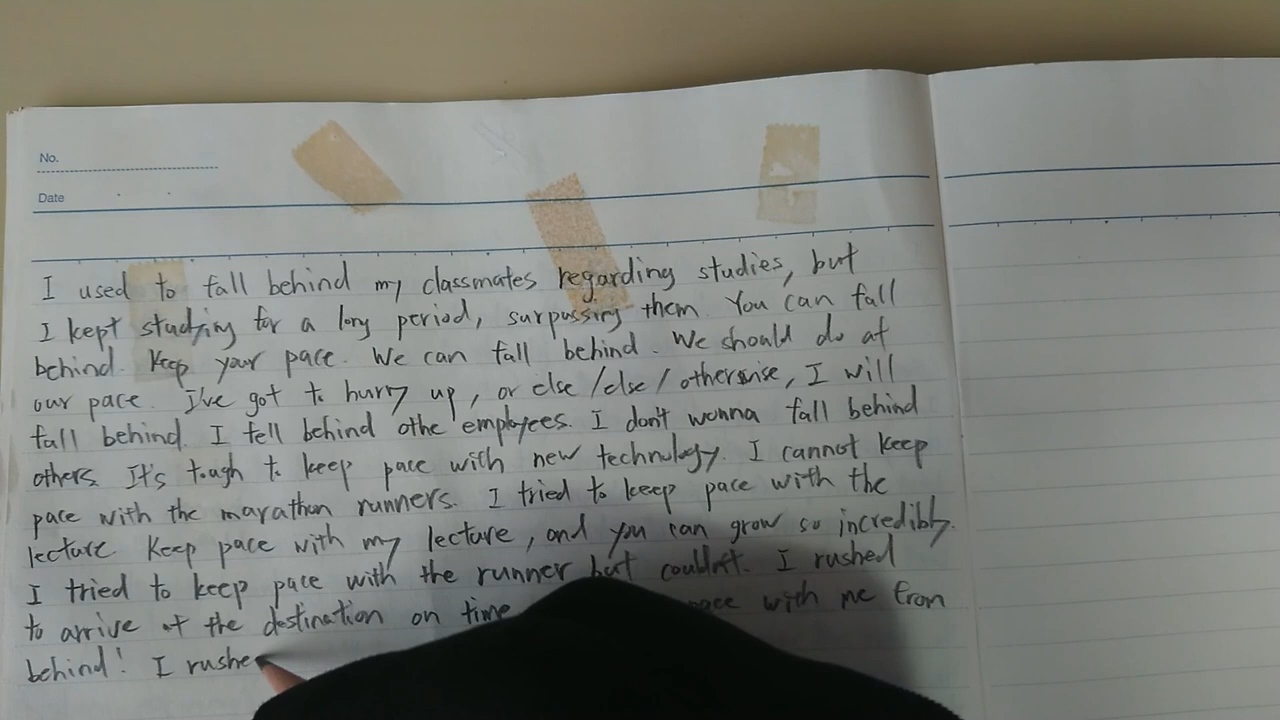 No.
Date
I used to fall behind my classmates regarding studies, but
I kept studying for a long period, surpassing them. You can fall
behind. Keep your pace. We can fall behind. We should do at
our pace. I've got to hurry up, or else /else / otherwise, I will
fall behind. I fell behind othe employees. I don't wanna fall behind
others. It's tough to keep pace with new technology. I cannot keep
pace with the marathon runners. I tried to keep pace with the
lecture. Keep pace with my lecture, and you can grow so incredibly.
I tried to keep pace with the runner but couldn't. I rushed
to arrive at the destination on time with me from
behind! I rushe